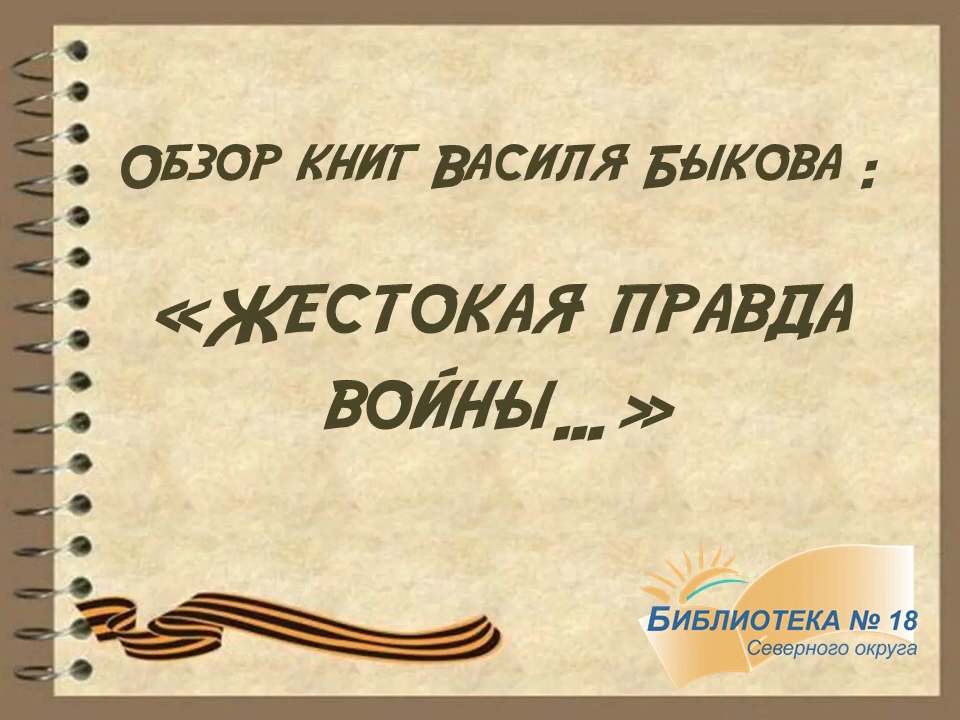 Обзор книг Василя Быкова :
«Жестокая правда
войны...»
Библиотека № 18
Северного округа